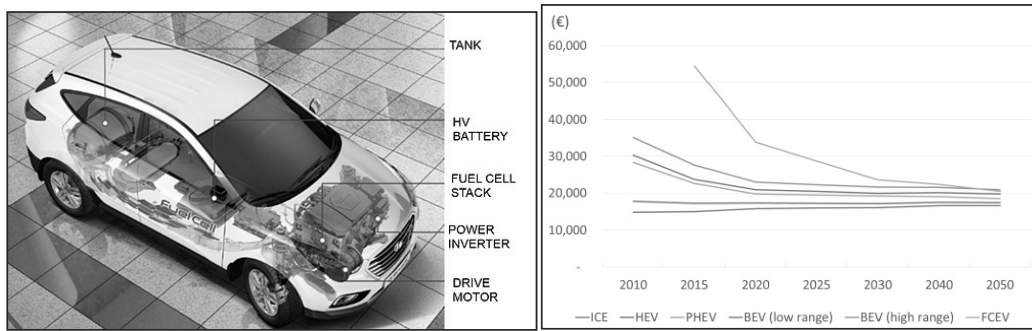 TANK
HV
BATTERY
FUEL CELL
STACK
POWER
INVERTER
DRIVE
MOTOR
Fuel cell
(€)
60,000
50,000
40,000
30,000
20,000
10,000
-
2010 2015 2020 2025 2030 2040 2050
ICE HEV PHEV BEV (low range) BEV (high range) FCEV